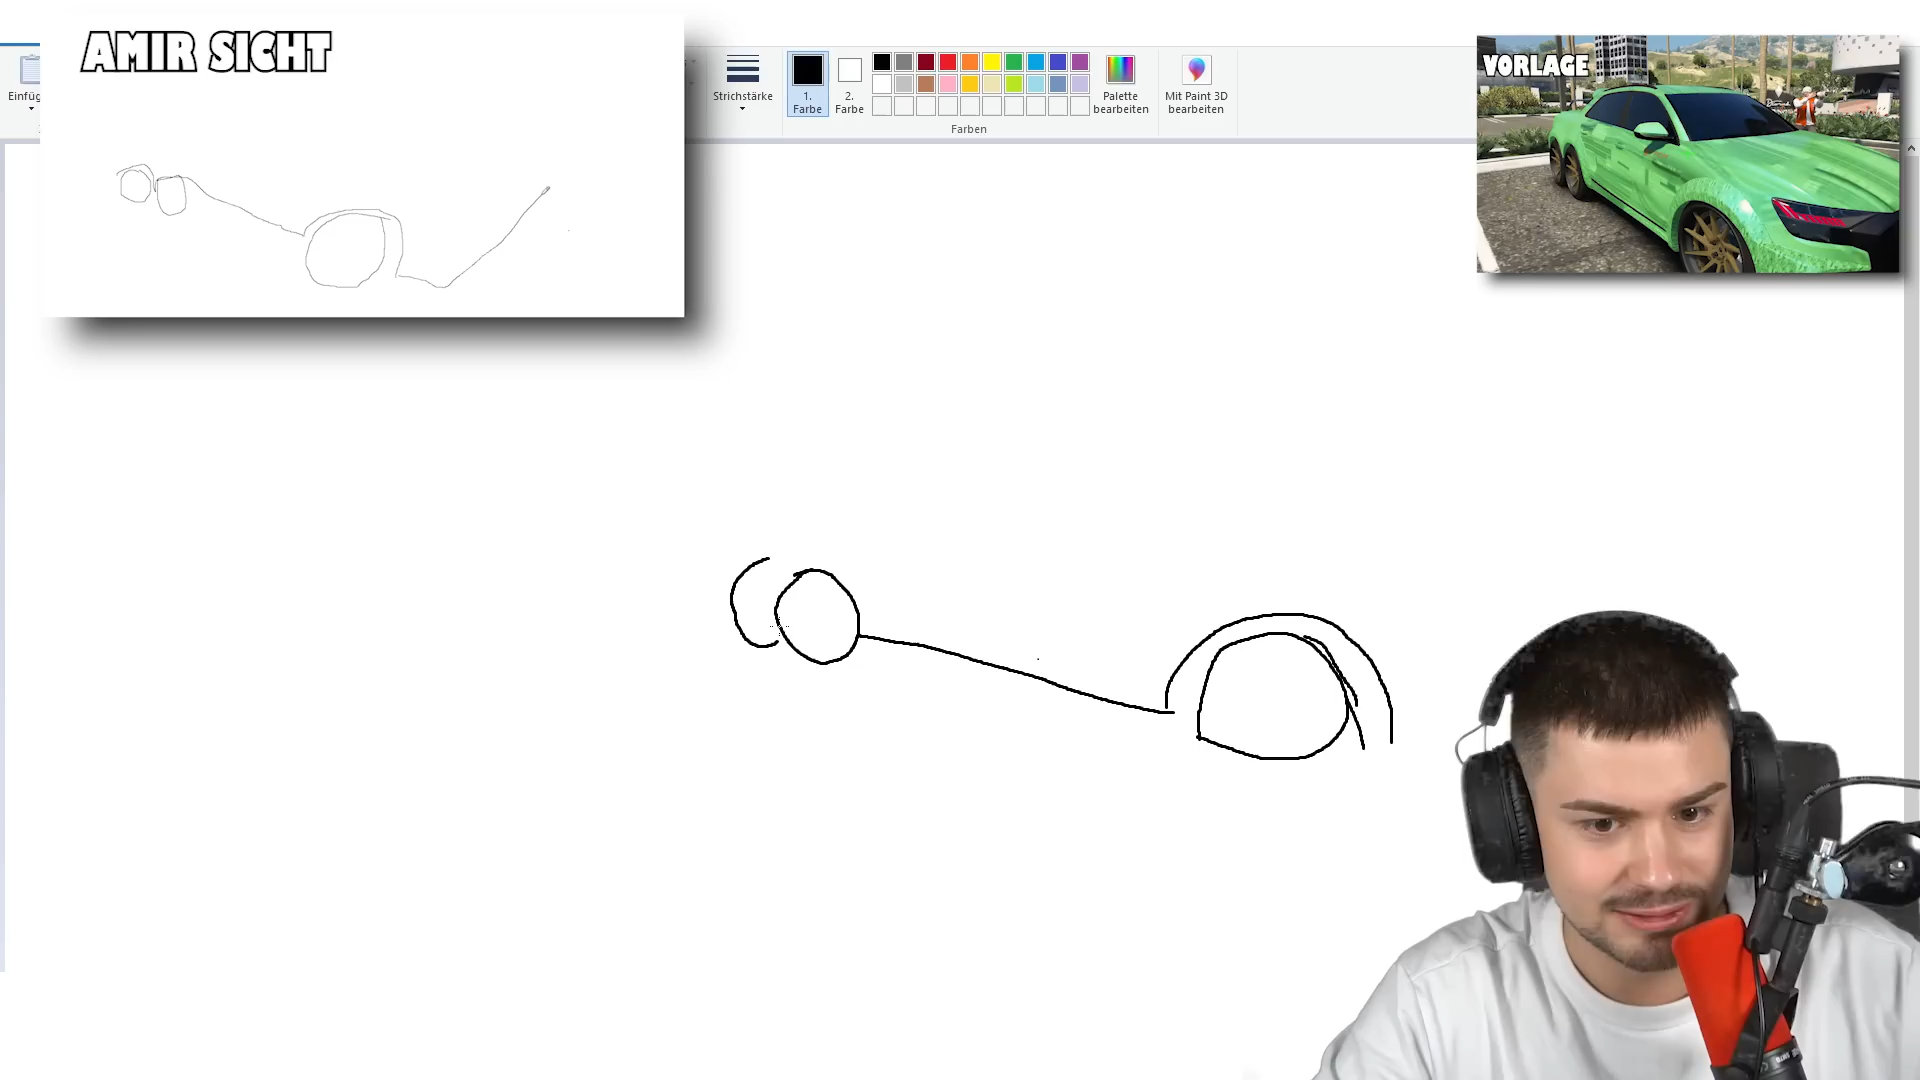 AMIR SICHT
VORLAGE
Strichstärke
1.
Farbe
2.
Farbe
Palette
bearbeiten
Mit Paint 3D
bearbeiten
Einfüg
Farben